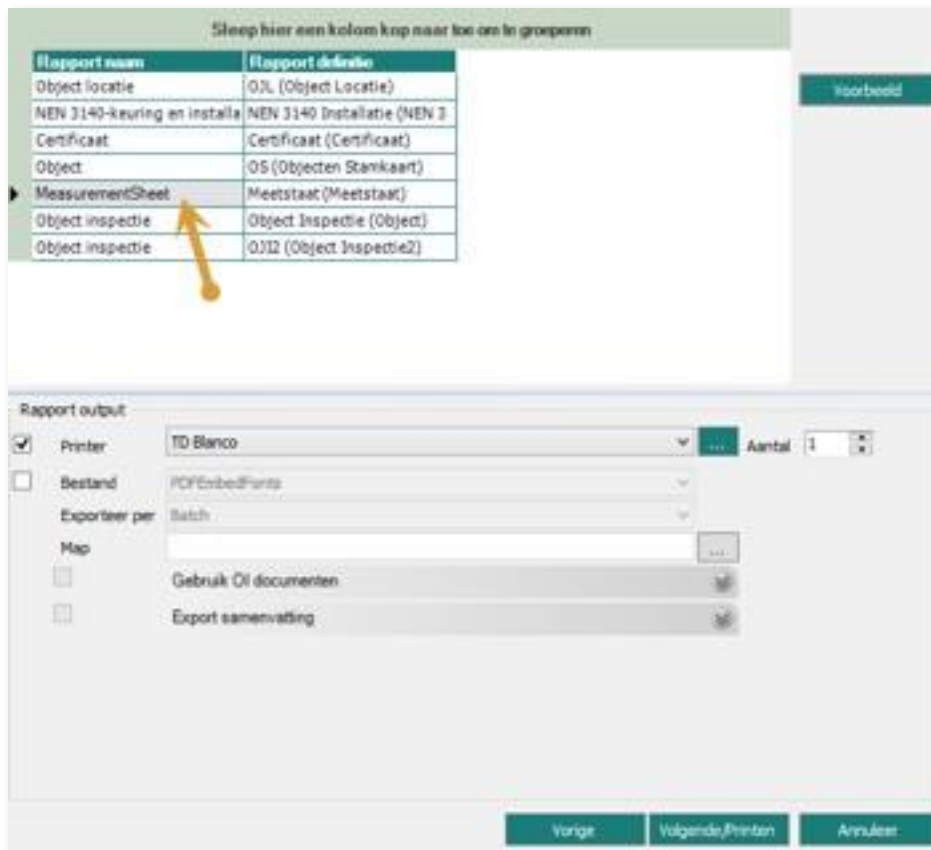 Sleep hier een kolom kop naar toe om te groeperen
Rapport naam Rapport definitie
Object locatie OJL (Object Locatie)
Voorbeeld
NEN 3140-keuring en installa NEN 3140 Installatie (NEN 3
Certificaat Certificaat (Certificaat)
Object OS (Objecten Stamkaart)
MeasurementSheet Meetstaat (Meetstaat)
Object inspectie Object Inspectie (Object)
Object inspectie OJI2 (Object Inspectie2)
Rapport output
Printer TD Blanco ... Aantal 1
Bestand PDFEmbedFonts
Exporteer per Batch
Map ...
Gebruik OI documenten
Export samenvatting
Vorige Volgende/Printen Annuleer